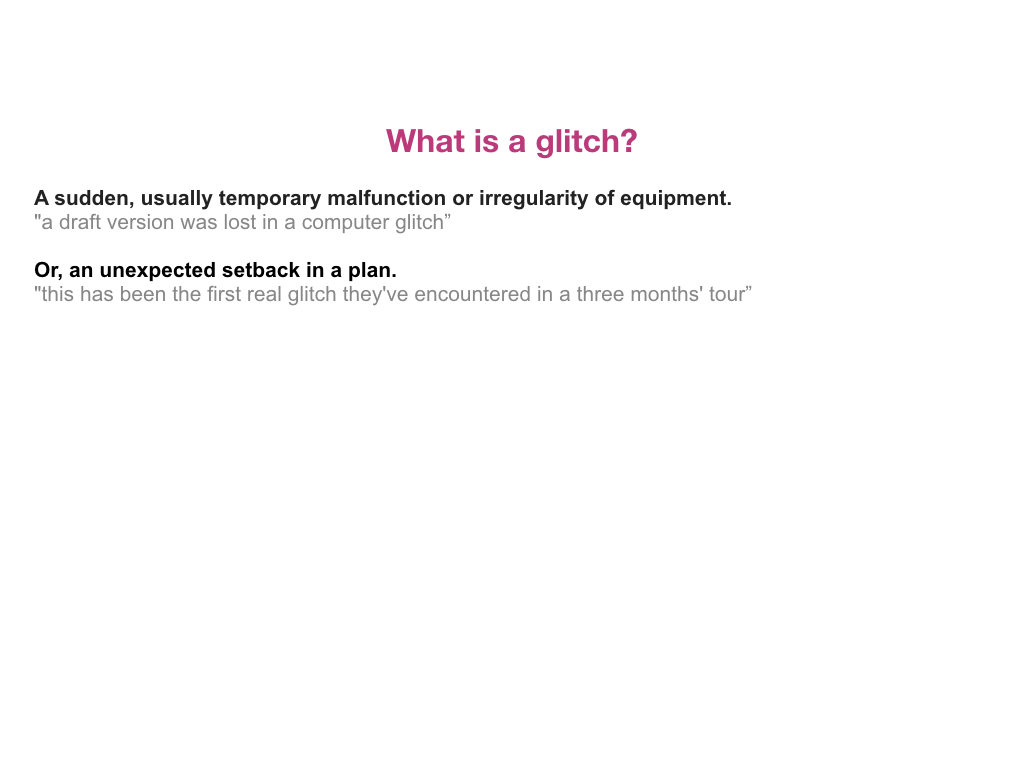 What is a glitch?
A sudden, usually temporary malfunction or irregularity of equipment.
"a draft version was lost in a computer glitch”
Or, an unexpected setback in a plan.
"this has been the first real glitch they've encountered in a three months' tour”